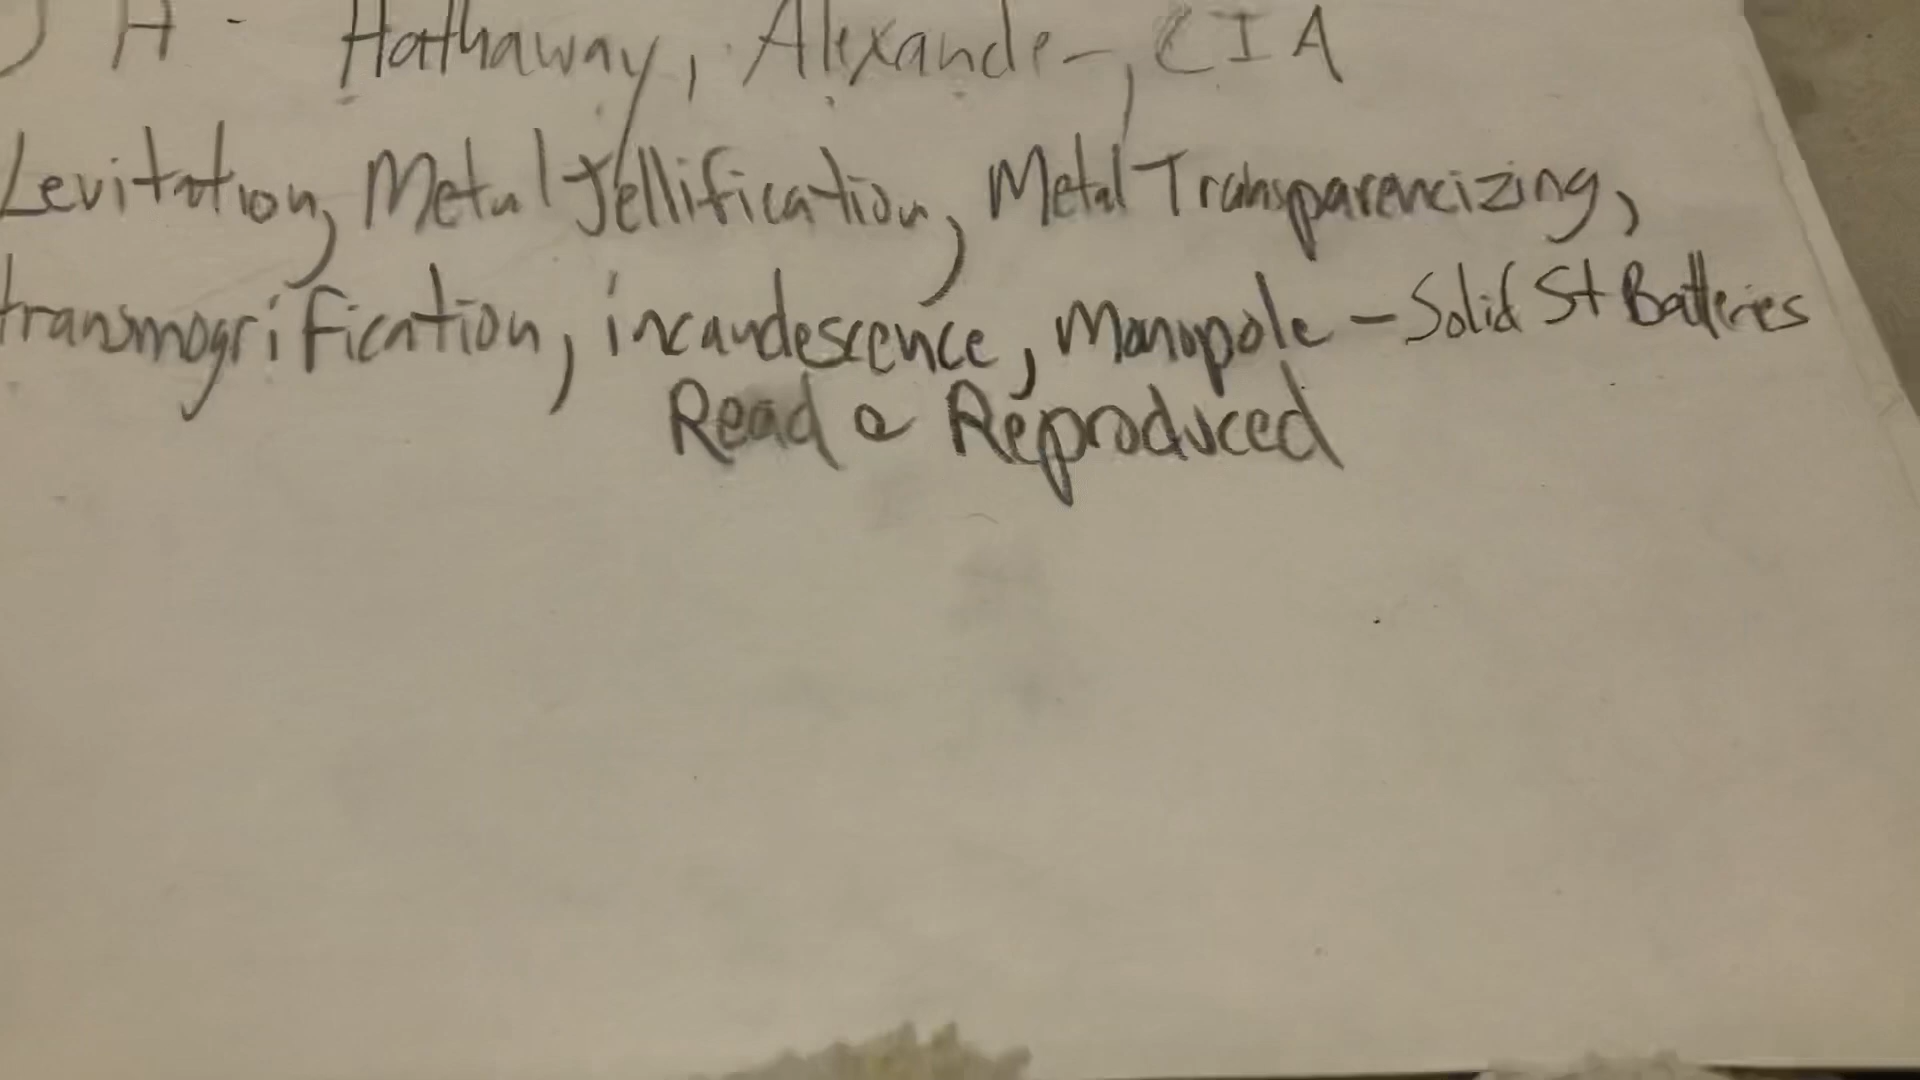 H - Hathaway, Alexander, CIA
Levitation, Metal Jellification, Metal Transparencizing,
transmogrification, incandescence, Monopole - Solid St Batteries
Read & Reproduced